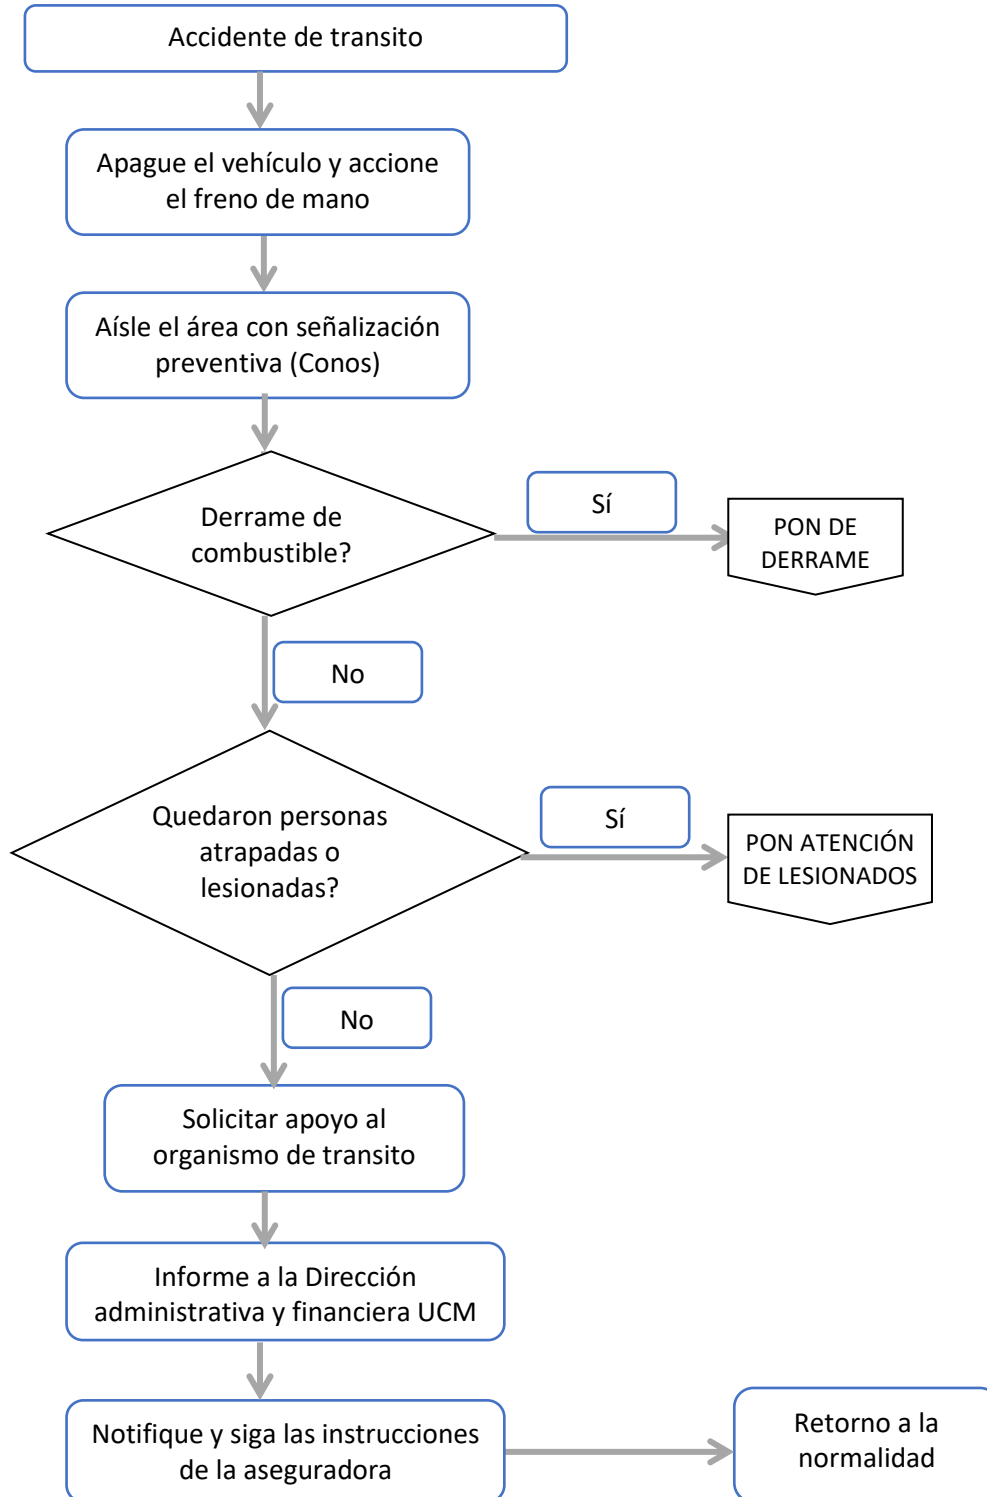 Accidente de transito
Apague el vehículo y accione
el freno de mano
Aísle el área con señalización
preventiva (Conos)
Derrame de
combustible?
Sí
PON DE
DERRAME
No
Quedaron personas
atrapadas o
lesionadas?
Sí
PON ATENCIÓN
DE LESIONADOS
No
Solicitar apoyo al
organismo de transito
Informe a la Dirección
administrativa y financiera UCM
Notifique y siga las instrucciones
de la aseguradora
Retorno a la
normalidad